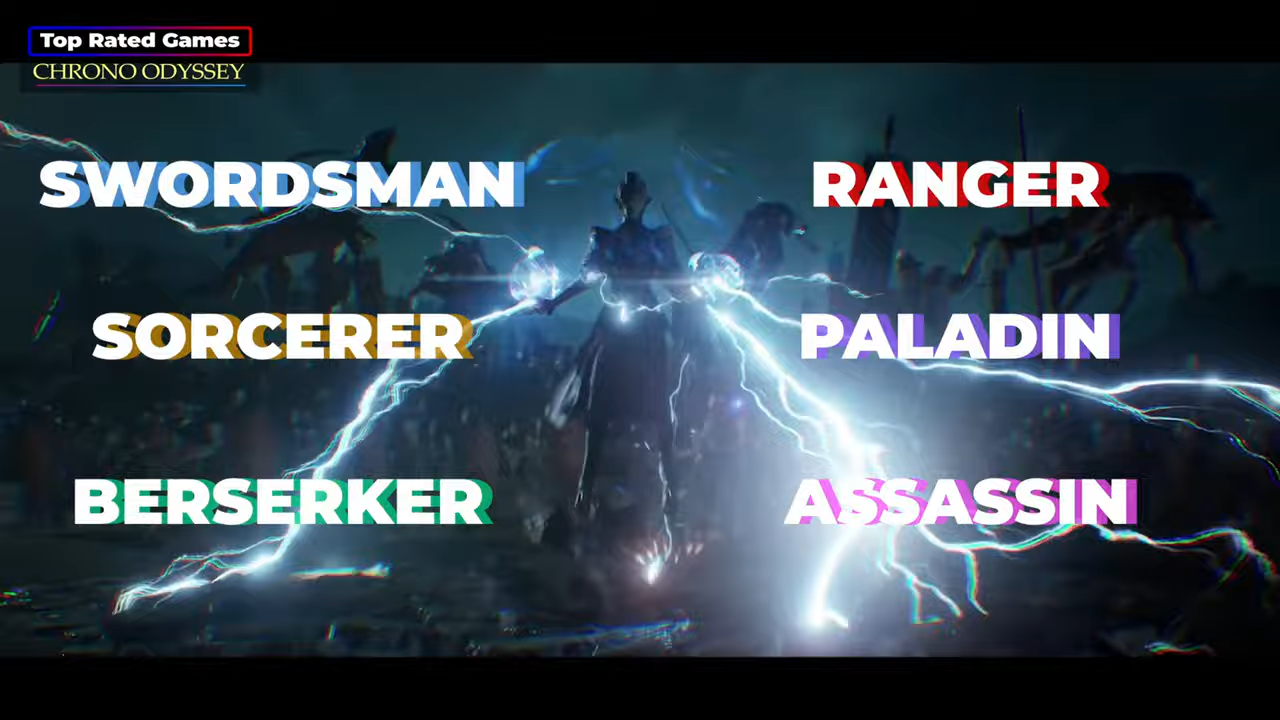 Top Rated Games
CHRONO ODYSSEY
SWORDSMAN
RANGER
SORCERER
PALADIN
BERSERKER
ASSASSIN